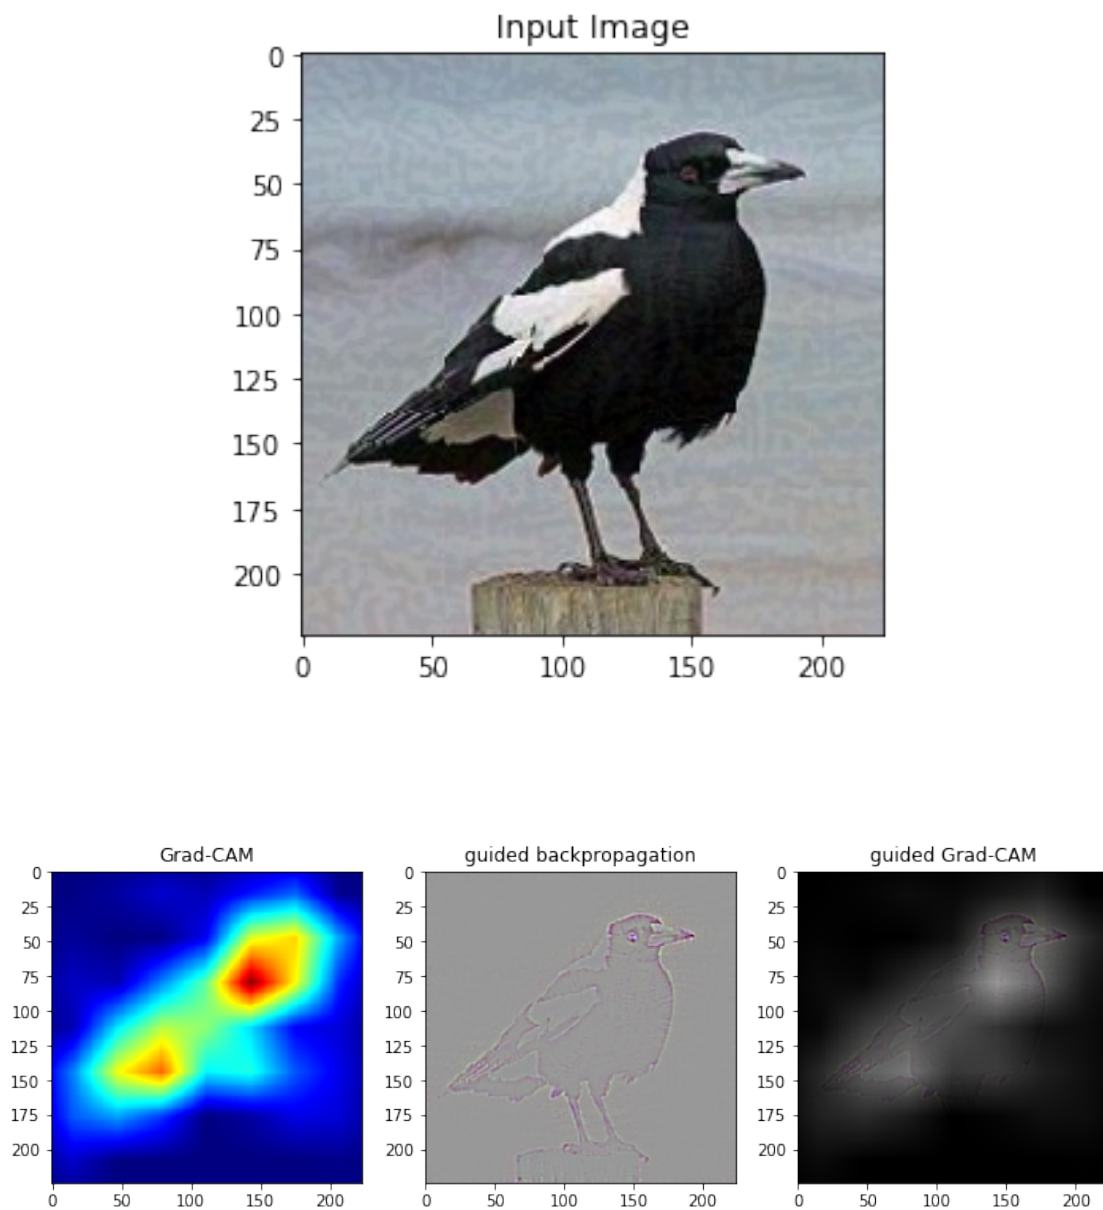 Input Image
0
25
50
75
100
125
150
175
200
0 50 100 150 200
Grad-CAM guided backpropagation guided Grad-CAM
0 0 0
25 25 25
50 50 50
75 75 75
100 100 100
125 125 125
150 150 150
175 175 175
200 200 200
0 50 100 150 200 0 50 100 150 200 0 50 100 150 200